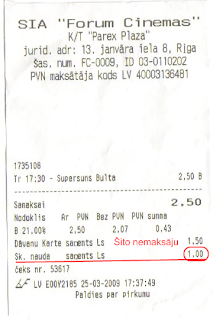 SIA "Forum Cinemas"
K/T "Parex Plaza"
jurid. adr: 13. janvāra iela 8, Rīga
Šas. num. FC-0009, ID 03-0110202
PVN maksātāja kods LV 40003136481
1735108
Tr 17:30 - Supersuns Bulta 2,50 B
Samaksai 2.50
Nodoklis Ar PVN Bez PVN PVN summa
B 21.00% 2.50 2.07 0.43
Dāvanu Karte saņemts Ls Šito nemaksāju 1.50
Sk. nauda saņemts Ls 1.00
čeks nr. 53617
LV E00Y2185 25-03-2009 17:37:49
Paldies par pirkumu